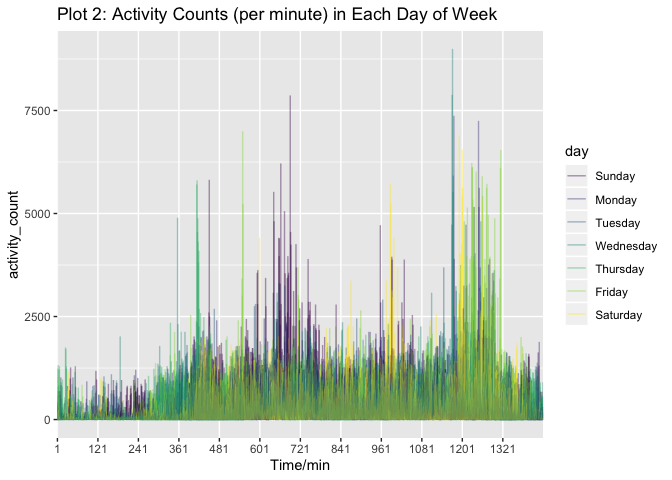 Plot 2: Activity Counts (per minute) in Each Day of Week
activity_count
7500
5000
2500
0
1 121 241 361 481 601 721 841 961 1081 1201 1321
Time/min
day
Sunday
Monday
Tuesday
Wednesday
Thursday
Friday
Saturday